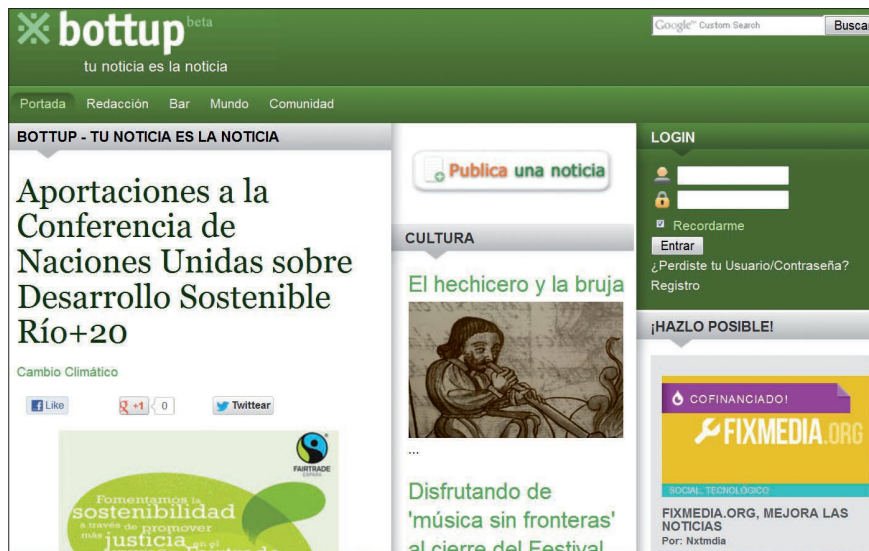 bottup beta
tu noticia es la noticia
Google™ Custom Search
Buscar
Portada Redacción Bar Mundo Comunidad
BOTTUP - TU NOTICIA ES LA NOTICIA
Aportaciones a la
Conferencia de
Naciones Unidas sobre
Desarrollo Sostenible
Río+20
Cambio Climático
Like
+1 0
Twittear
FAIRTRADE
ESPAÑA
Fomentamos la
sostenibilidad
a través de promover
más justicia en el
Publica una noticia
CULTURA
El hechicero y la bruja
...
Disfrutando de
'música sin fronteras'
al cierre del Festival
LOGIN
Recordarme
Entrar
¿Perdiste tu Usuario/Contraseña?
Registro
¡HAZLO POSIBLE!
COFINANCIADO!
FIXMEDIA.ORG
SOCIAL, TECNOLÓGICO
FIXMEDIA.ORG, MEJORA LAS
NOTICIAS
Por: Nxtmdia